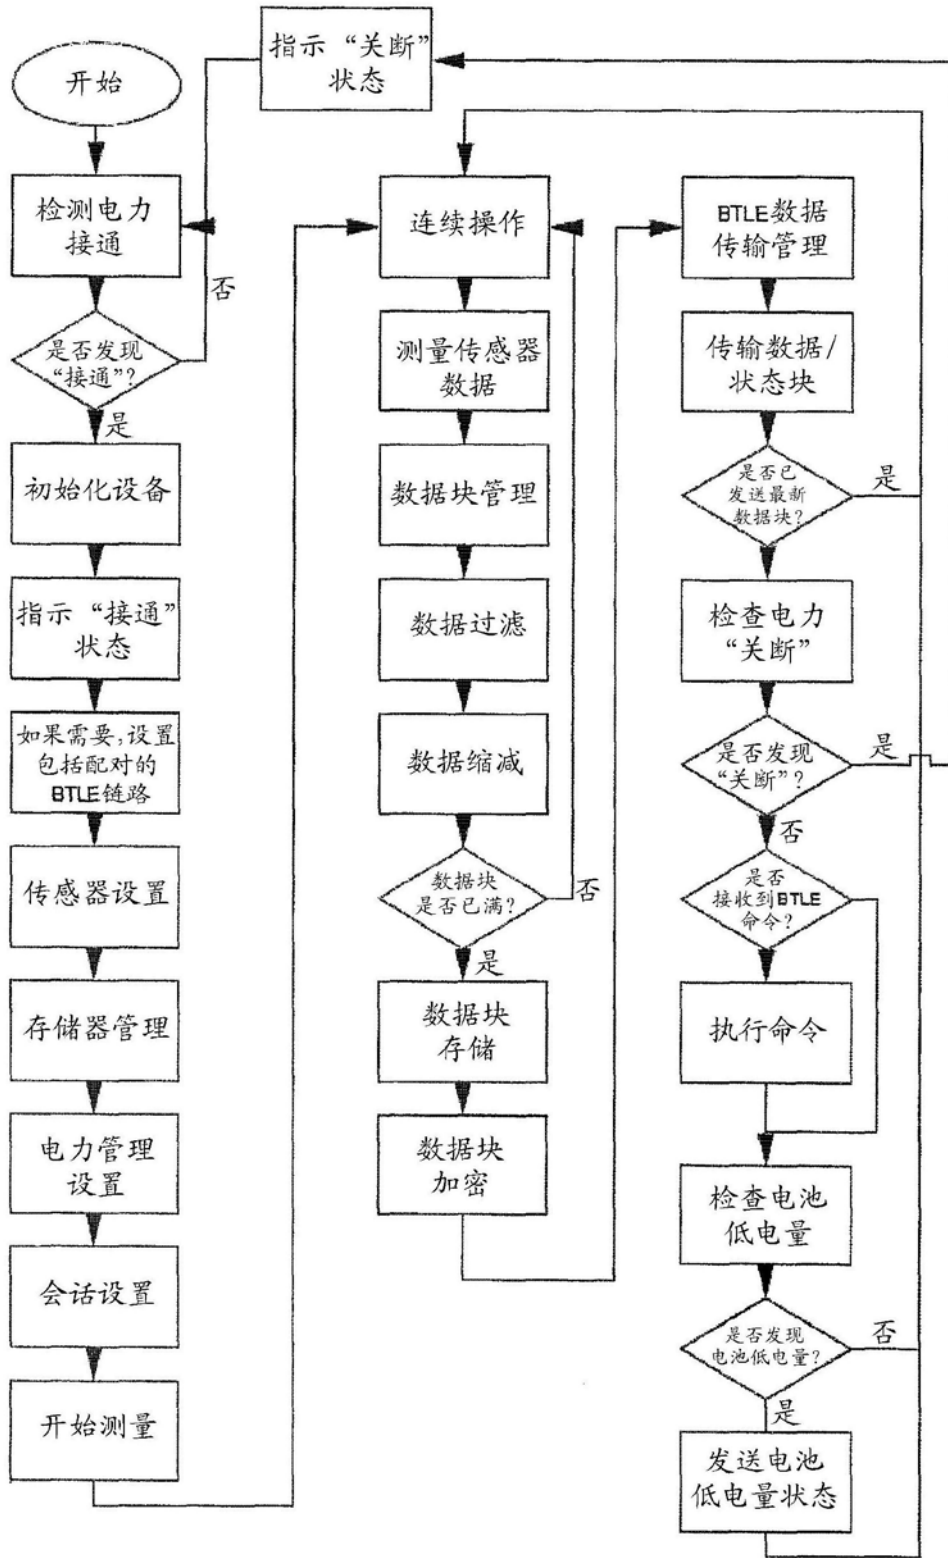 开始
检测电力
接通
是否发现
“接通”?
否
是
初始化设备
指示“接通”
状态
如果需要,设置
包括配对的
BTLE链路
传感器设置
存储器管理
电力管理
设置
会话设置
开始测量
指示“关断”
状态
连续操作
测量传感器
数据
数据块管理
数据过滤
数据缩减
数据块
是否已满?
否
是
数据块
存储
数据块
加密
BTLE数据
传输管理
传输数据/
状态块
是否已
发送最新
数据块?
是
检查电力
“关断”
是否发现
“关断”?
是
否
是否
接收到BTLE
命令?
执行命令
检查电池
低电量
是否发现
电池低电量?
否
是
发送电池
低电量状态